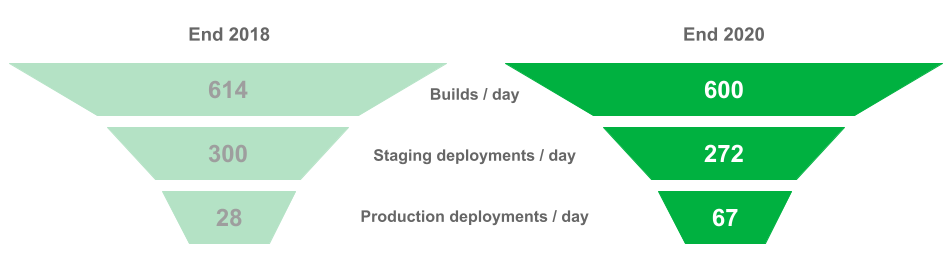 End 2018
End 2020
614
Builds / day
600
300
Staging deployments / day
272
28
Production deployments / day
67